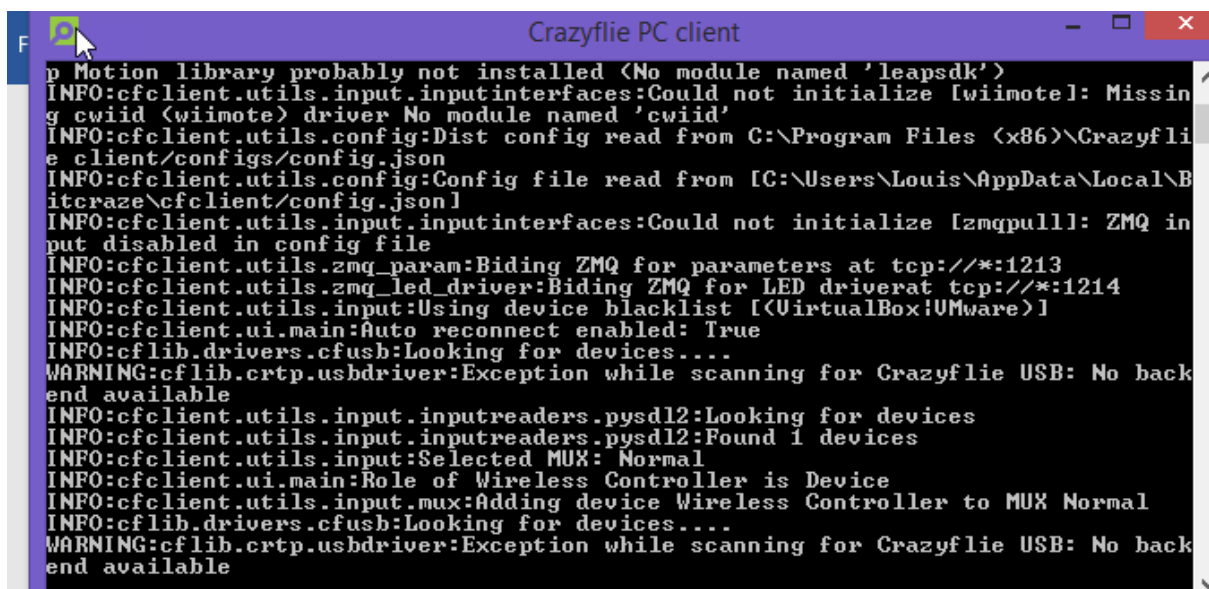 F
Crazyflie PC client
p Motion library probably not installed (No module named 'leapsdk')
INFO:cfclient.utils.input.inputinterfaces:Could not initialize [wiimote]: Missin
g cwiid (wiimote) driver No module named 'cwiid'
INFO:cfclient.utils.config:Dist config read from C:\Program Files (x86)\Crazyfli
e client/configs/config.json
INFO:cfclient.utils.config:Config file read from [C:\Users\Louis\AppData\Local\B
itcraze\cfclient/config.json]
INFO:cfclient.utils.input.inputinterfaces:Could not initialize [zmqpull]: ZMQ in
put disabled in config file
INFO:cfclient.utils.zmq_param:Biding ZMQ for parameters at tcp://*:1213
INFO:cfclient.utils.zmq_led_driver:Biding ZMQ for LED driverat tcp://*:1214
INFO:cfclient.utils.input:Using device blacklist [(VirtualBox|VMware)]
INFO:cfclient.ui.main:Auto reconnect enabled: True
INFO:cflib.drivers.cfusb:Looking for devices....
WARNING:cflib.crtp.usbdriver:Exception while scanning for Crazyflie USB: No back
end available
INFO:cfclient.utils.input.inputreaders.pysdl2:Looking for devices
INFO:cfclient.utils.input.inputreaders.pysdl2:Found 1 devices
INFO:cfclient.utils.input:Selected MUX: Normal
INFO:cfclient.ui.main:Role of Wireless Controller is Device
INFO:cfclient.utils.input.mux:Adding device Wireless Controller to MUX Normal
INFO:cflib.drivers.cfusb:Looking for devices....
WARNING:cflib.crtp.usbdriver:Exception while scanning for Crazyflie USB: No back
end available